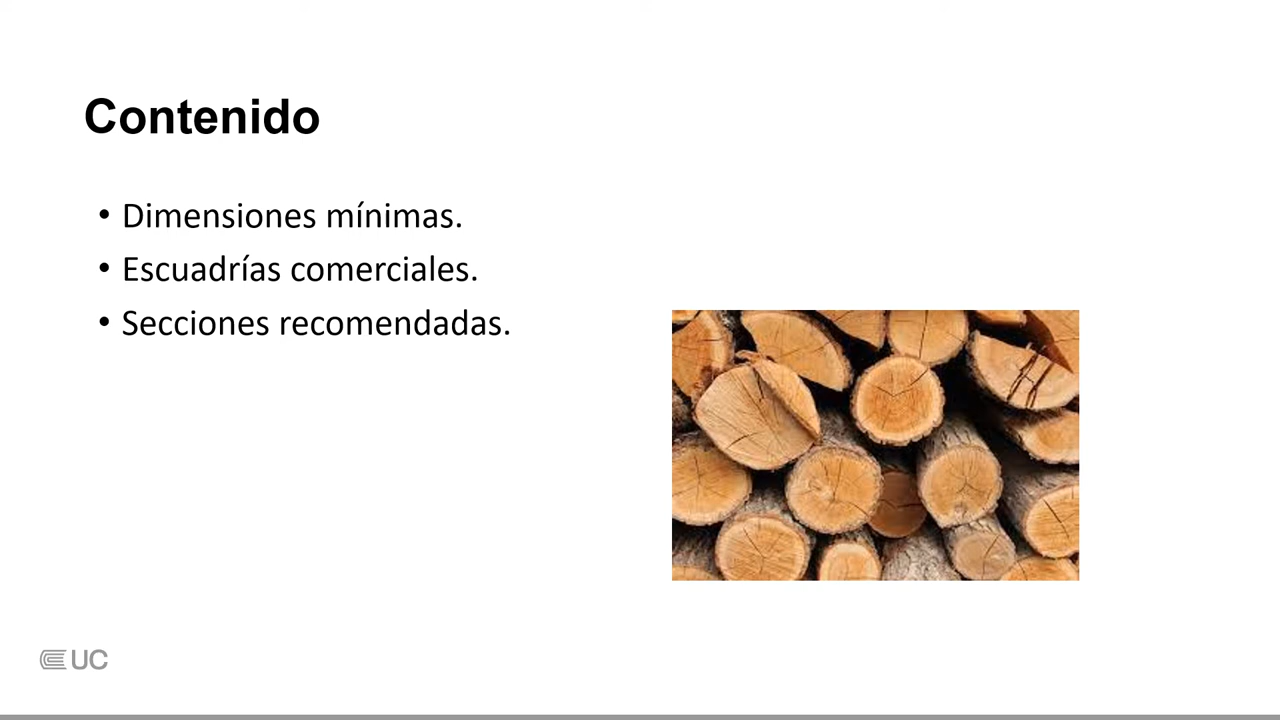 Contenido
• Dimensiones mínimas.
• Escuadrías comerciales.
• Secciones recomendadas.
UC